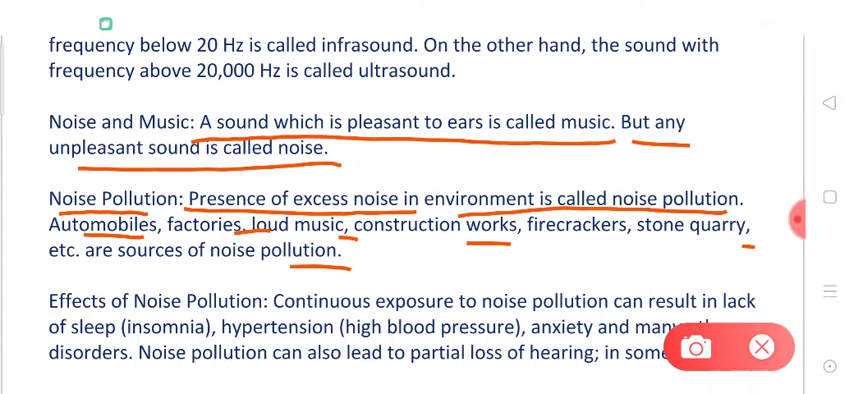 frequency below 20 Hz is called infrasound. On the other hand, the sound with
frequency above 20,000 Hz is called ultrasound.
Noise and Music: A sound which is pleasant to ears is called music. But any
unpleasant sound is called noise.
Noise Pollution: Presence of excess noise in environment is called noise pollution.
Automobiles, factories, loud music, construction works, firecrackers, stone quarry,
etc. are sources of noise pollution.
Effects of Noise Pollution: Continuous exposure to noise pollution can result in lack
of sleep (insomnia), hypertension (high blood pressure), anxiety and many
disorders. Noise pollution can also lead to partial loss of hearing; in some